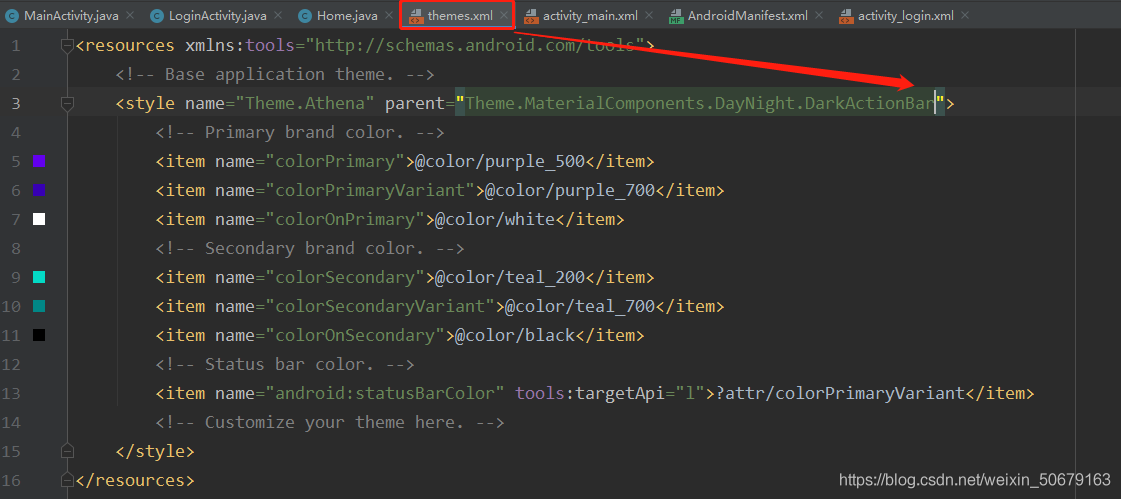 MainActivity.java LoginActivity.java Home.java themes.xml activity_main.xml AndroidManifest.xml activity_login.xml
1 <resources xmlns:tools="http://schemas.android.com/tools">
2 <!-- Base application theme. -->
3 <style name="Theme.Athena" parent="Theme.MaterialComponents.DayNight.DarkActionBar">
4 <!-- Primary brand color. -->
5 <item name="colorPrimary">@color/purple_500</item>
6 <item name="colorPrimaryVariant">@color/purple_700</item>
7 <item name="colorOnPrimary">@color/white</item>
8 <!-- Secondary brand color. -->
9 <item name="colorSecondary">@color/teal_200</item>
10 <item name="colorSecondaryVariant">@color/teal_700</item>
11 <item name="colorOnSecondary">@color/black</item>
12 <!-- Status bar color. -->
13 <item name="android:statusBarColor" tools:targetApi="l">?attr/colorPrimaryVariant</item>
14 <!-- Customize your theme here. -->
15 </style>
16 </resources>
https://blog.csdn.net/weixin_50679163